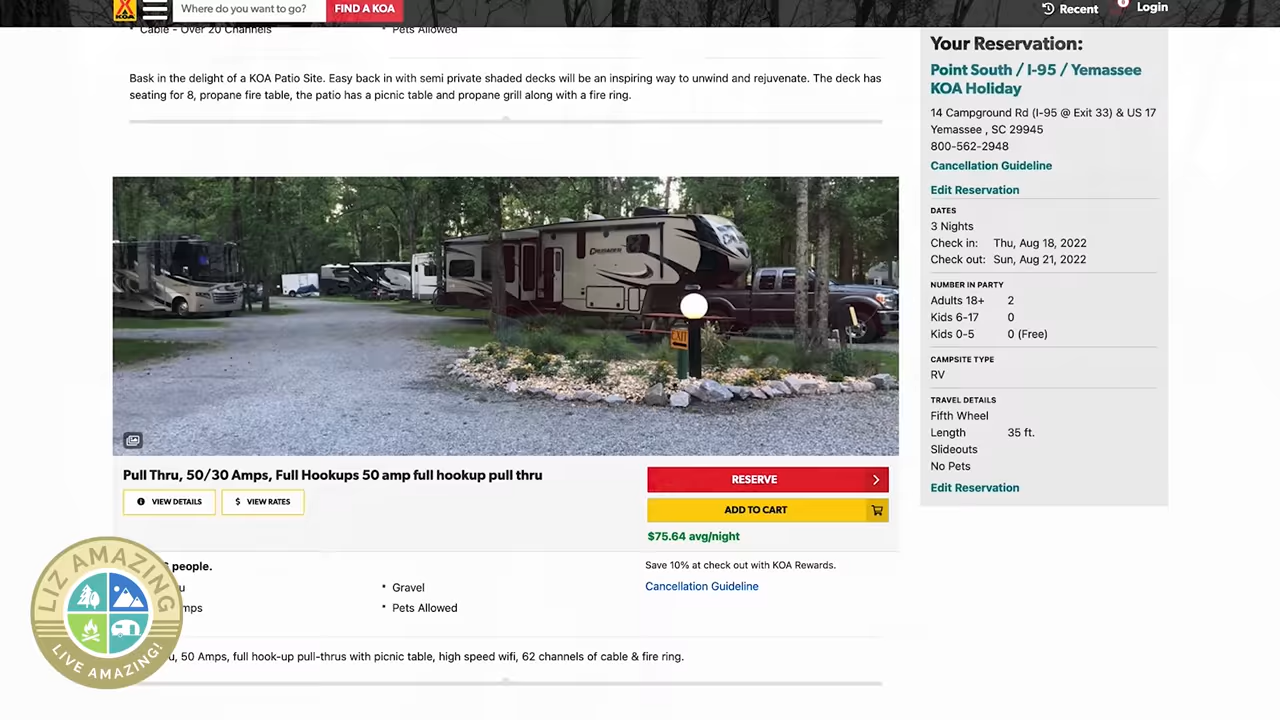 KOA
Where do you want to go?
FIND A KOA
Recent
0
Login
• Cable - Over 20 Channels
• Pets Allowed
Bask in the delight of a KOA Patio Site. Easy back in with semi private shaded decks will be an inspiring way to unwind and rejuvenate. The deck has
seating for 8, propane fire table, the patio has a picnic table and propane grill along with a fire ring.
CRUSADER
EXIT
Pull Thru, 50/30 Amps, Full Hookups 50 amp full hookup pull thru
VIEW DETAILS
$ VIEW RATES
RESERVE
ADD TO CART
$75.64 avg/night
people.
• Gravel
• Pets Allowed
Save 10% at check out with KOA Rewards.
Cancellation Guideline
, 50 Amps, full hook-up pull-thrus with picnic table, high speed wifi, 62 channels of cable & fire ring.
LIZ AMAZING
LIVE AMAZING!
Your Reservation:
Point South / I-95 / Yemassee
KOA Holiday
14 Campground Rd (I-95 @ Exit 33) & US 17
Yemassee , SC 29945
800-562-2948
Cancellation Guideline
Edit Reservation
DATES
3 Nights
Check in: Thu, Aug 18, 2022
Check out: Sun, Aug 21, 2022
NUMBER IN PARTY
Adults 18+ 2
Kids 6-17 0
Kids 0-5 0 (Free)
CAMPSITE TYPE
RV
TRAVEL DETAILS
Fifth Wheel
Length 35 ft.
Slideouts
No Pets
Edit Reservation